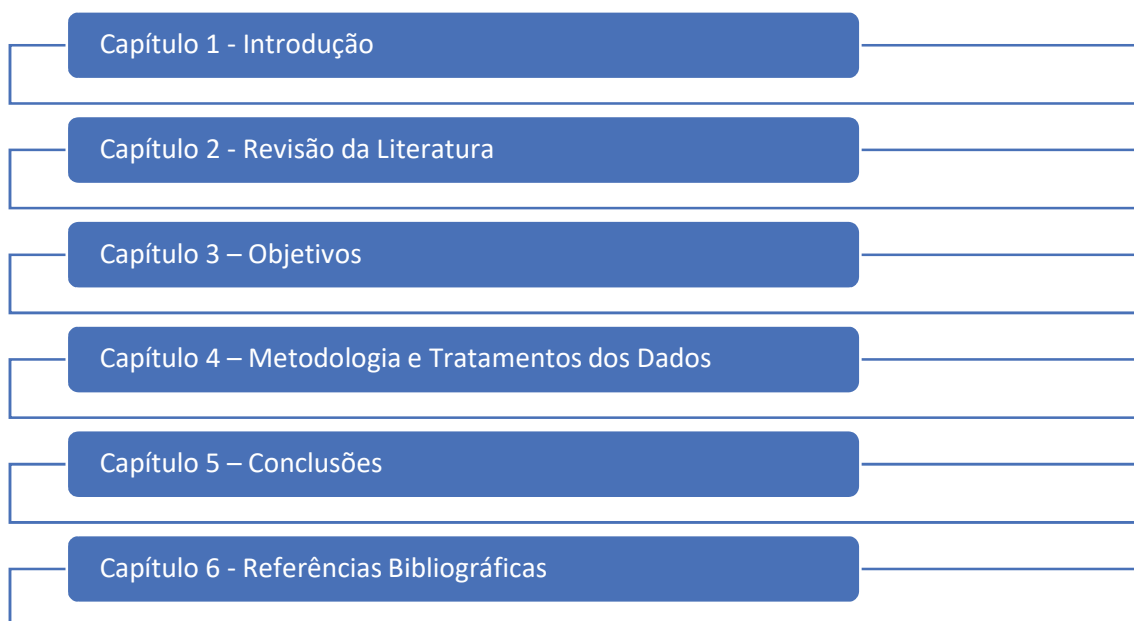 Capítulo 1 - Introdução
Capítulo 2 - Revisão da Literatura
Capítulo 3 – Objetivos
Capítulo 4 – Metodologia e Tratamentos dos Dados
Capítulo 5 – Conclusões
Capítulo 6 - Referências Bibliográficas